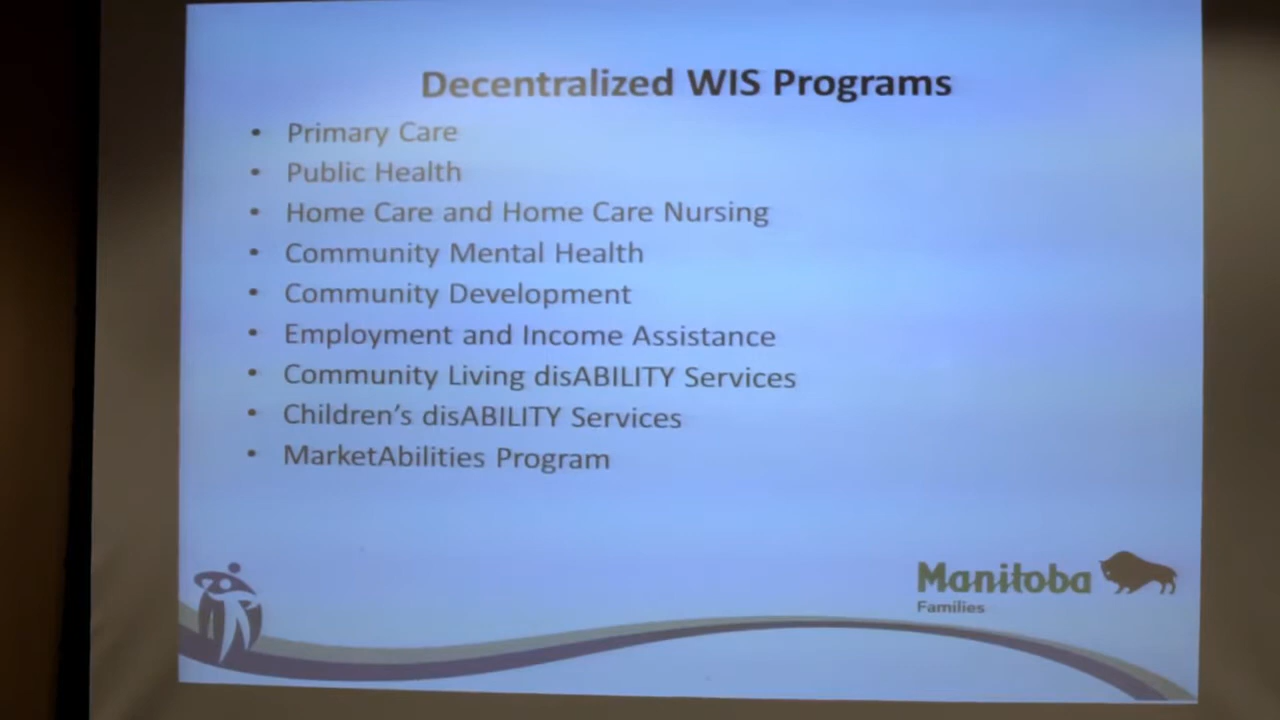 Decentralized WIS Programs
• Primary Care
• Public Health
• Home Care and Home Care Nursing
• Community Mental Health
• Community Development
• Employment and Income Assistance
• Community Living disABILITY Services
• Children's disABILITY Services
• MarketAbilities Program
Manitoba
Families